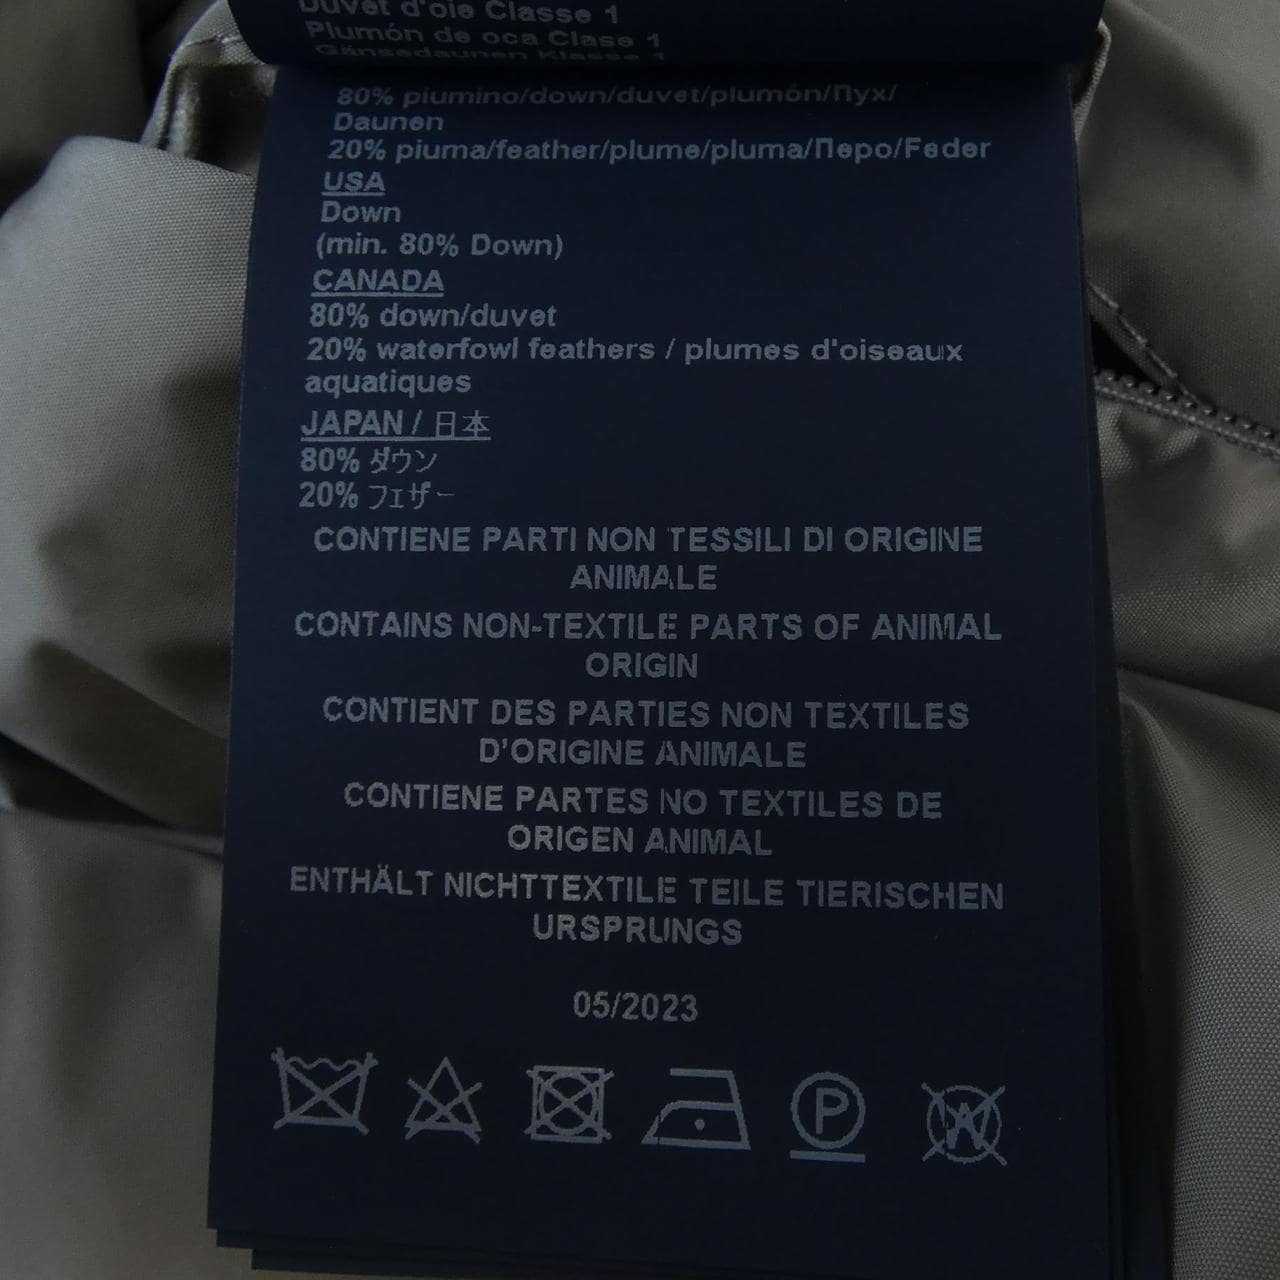 Duvet d'oie Classe 1
Plumón de oca Clase 1
Gänsedaunen Klasse 1
80% piumino/down/duvet/plumón/Пух/
Daunen
20% piuma/feather/plume/pluma/Перо/Feder
USA
Down
(min. 80% Down)
CANADA
80% down/duvet
20% waterfowl feathers / plumes d'oiseaux
aquatiques
JAPAN / 日本
80% ダウン
20% フェザー
CONTIENE PARTI NON TESSILI DI ORIGINE
ANIMALE
CONTAINS NON-TEXTILE PARTS OF ANIMAL
ORIGIN
CONTIENT DES PARTIES NON TEXTILES
D'ORIGINE ANIMALE
CONTIENE PARTES NO TEXTILES DE
ORIGEN ANIMAL
ENTHÄLT NICHTTEXTILE TEILE TIERISCHEN
URSPRUNGS
05/2023
P W